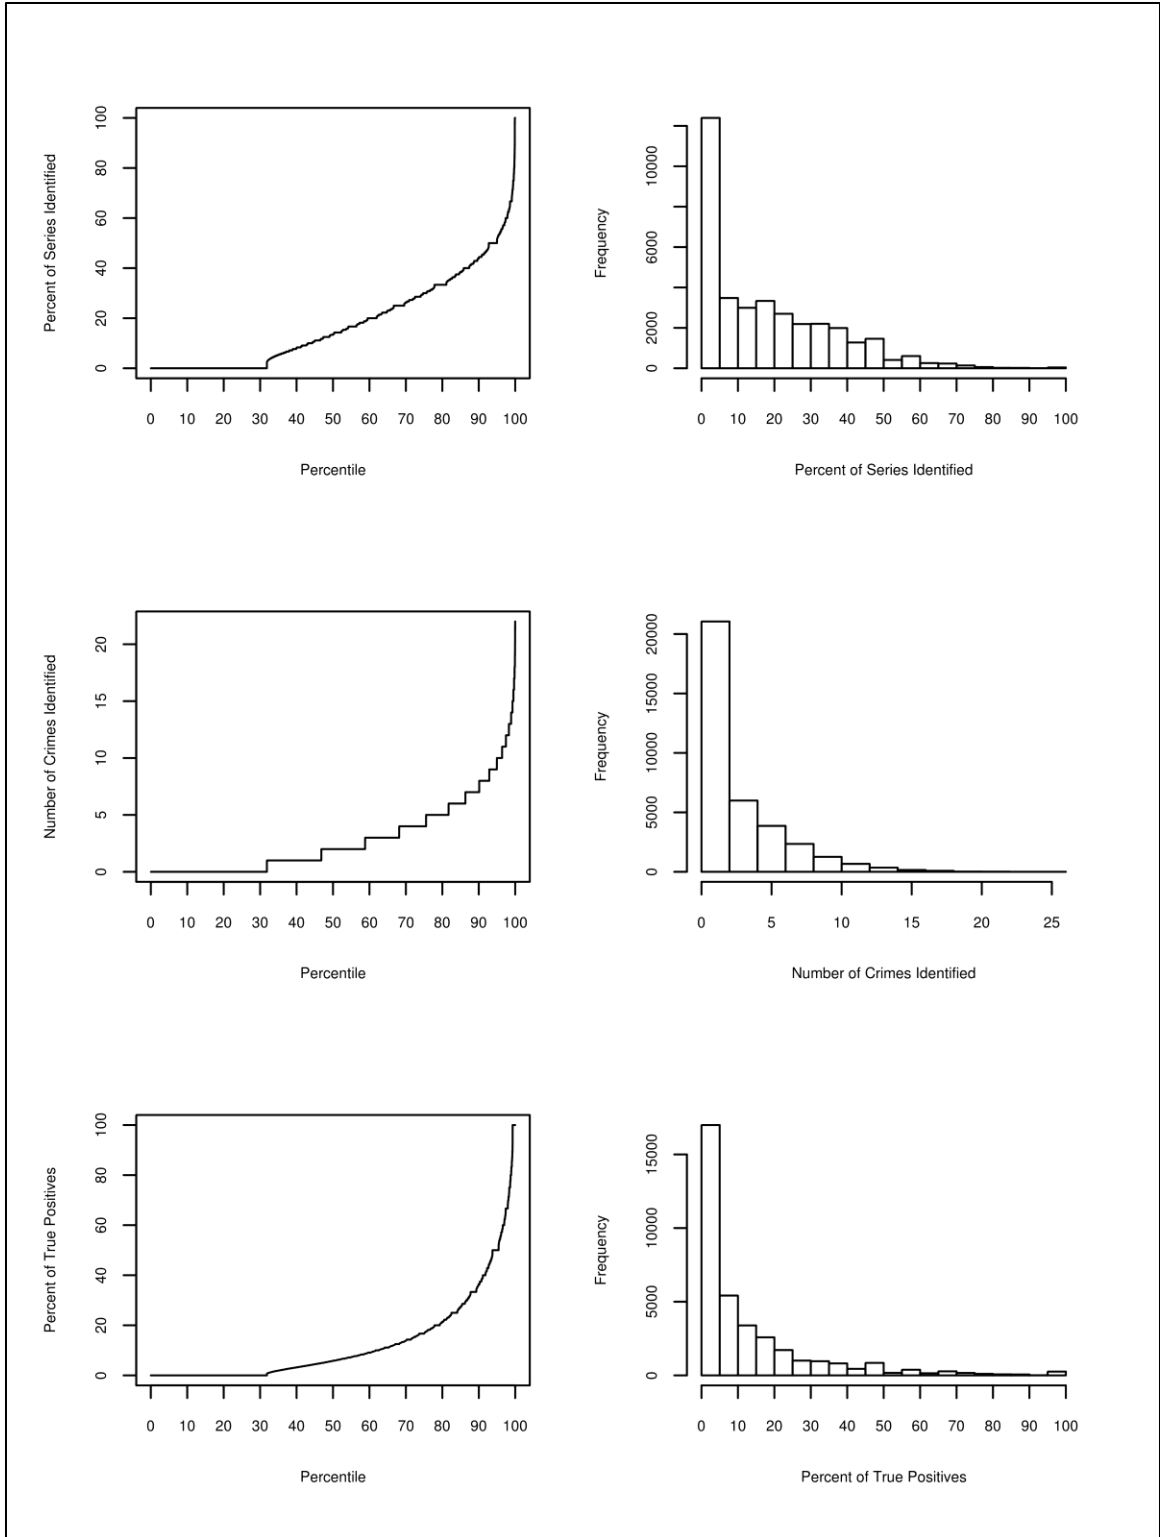 Percent of Series Identified
100
80
60
40
20
0
0 10 20 30 40 50 60 70 80 90 100
Percentile
Frequency
10000
6000
2000
0
0 10 20 30 40 50 60 70 80 90 100
Percent of Series Identified
Number of Crimes Identified
20
15
10
5
0
0 10 20 30 40 50 60 70 80 90 100
Percentile
Frequency
20000
15000
10000
5000
0
0 5 10 15 20 25
Number of Crimes Identified
Percent of True Positives
100
80
60
40
20
0
0 10 20 30 40 50 60 70 80 90 100
Percentile
Frequency
15000
10000
5000
0
0 10 20 30 40 50 60 70 80 90 100
Percent of True Positives